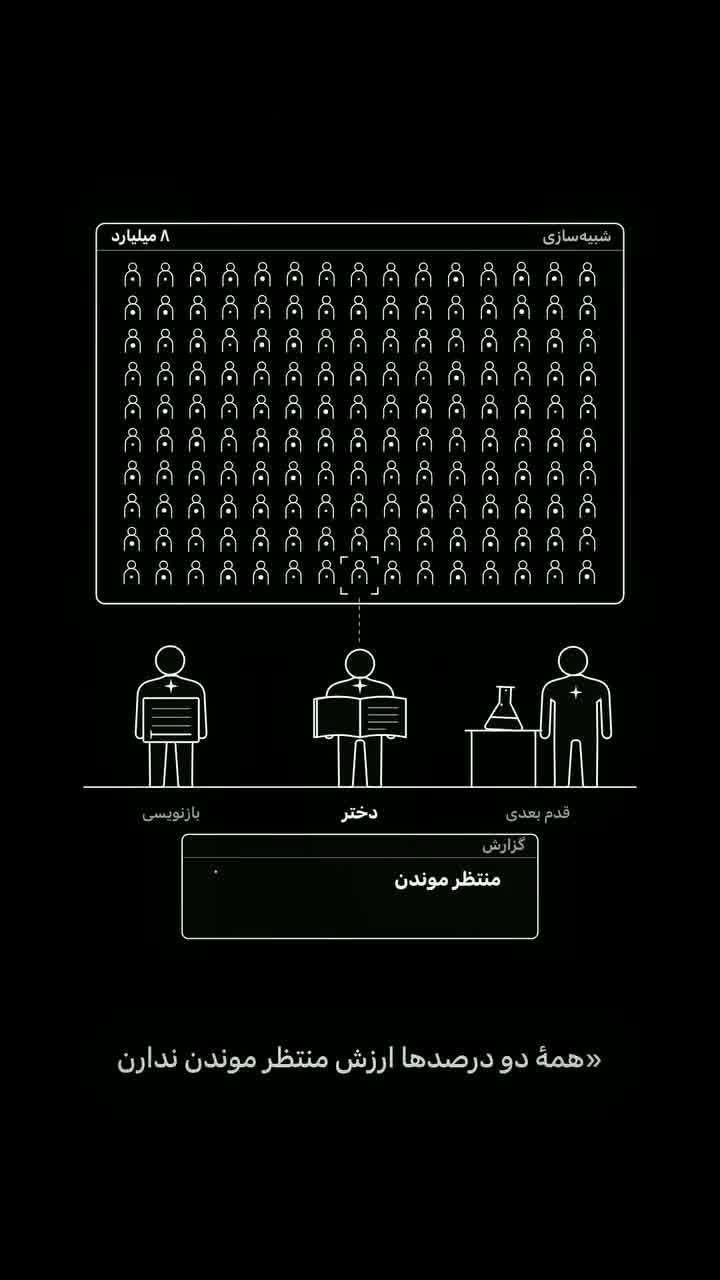 شبیه‌سازی
۸ میلیارد
قدم بعدی
دختر
بازنویسی
گزارش
منتظر موندن
«همهٔ دو درصدها ارزش منتظر موندن ندارن